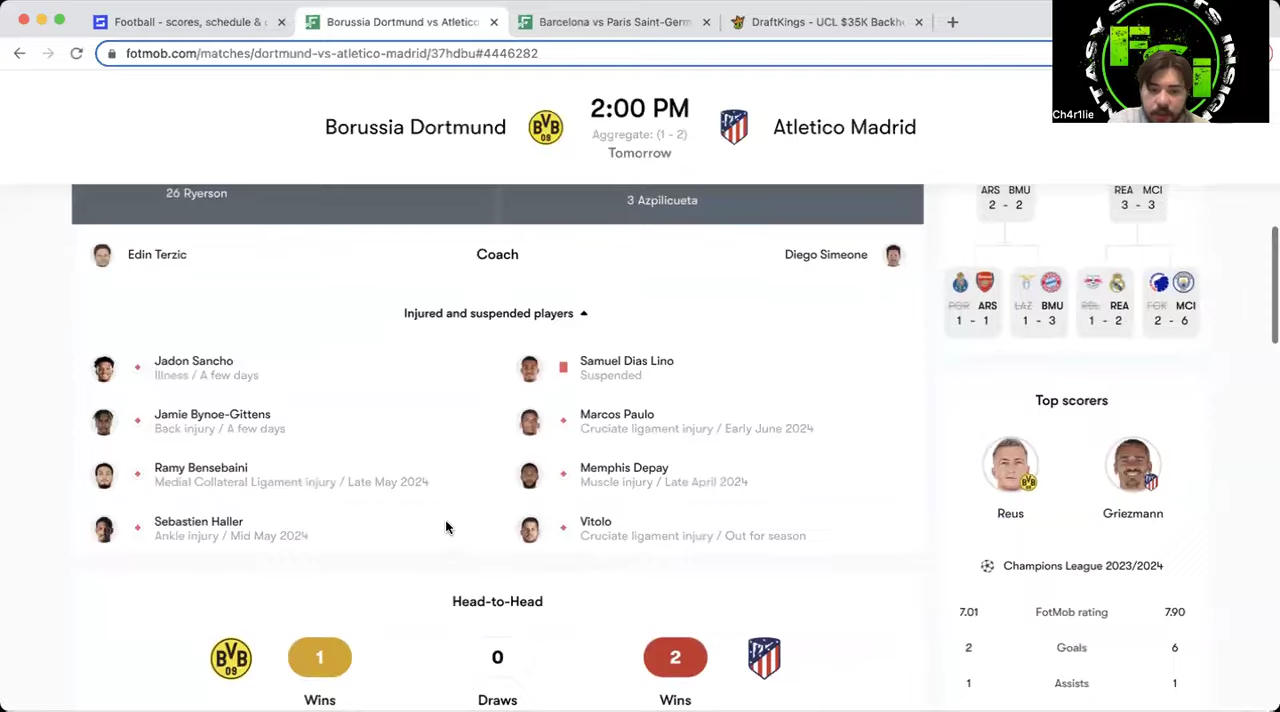 Football - scores, schedule &
Borussia Dortmund vs Atletico
Barcelona vs Paris Saint-Germ
DraftKings - UCL $35K Backhe
fotmob.com/matches/dortmund-vs-atletico-madrid/37hdbu#4446282
Ch4r1lie
Borussia Dortmund
2:00 PM
Aggregate: (1 - 2)
Tomorrow
Atletico Madrid
26 Ryerson
3 Azpilicueta
Edin Terzic
Coach
Diego Simeone
Injured and suspended players
Jadon Sancho
Illness / A few days
Samuel Dias Lino
Suspended
Jamie Bynoe-Gittens
Back injury / A few days
Marcos Paulo
Cruciate ligament injury / Early June 2024
Ramy Bensebaini
Medial Collateral Ligament injury / Late May 2024
Memphis Depay
Muscle injury / Late April 2024
Sebastien Haller
Ankle injury / Mid May 2024
Vitolo
Cruciate ligament injury / Out for season
Head-to-Head
1
0
2
Wins
Draws
Wins
ARS BMU
2 - 2
REA MCI
3 - 3
POR ARS
1 - 1
LAZ BMU
1 - 3
RBL REA
1 - 2
FCK MCI
2 - 6
Top scorers
Reus
Griezmann
Champions League 2023/2024
7.01 FotMob rating 7.90
2 Goals 6
1 Assists 1